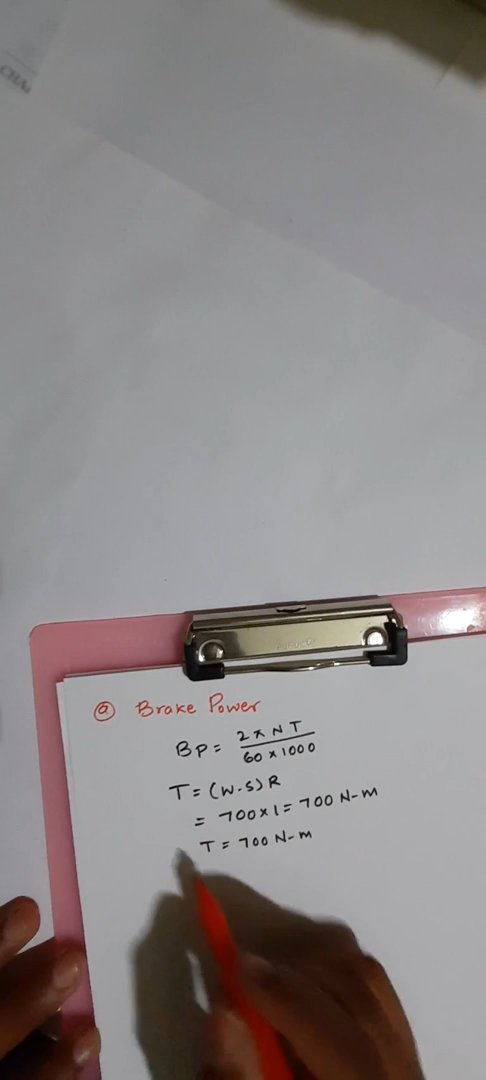 ⓐ Brake Power
BP = 2πNT / 60×1000
T = (W-S)R
= 700×1 = 700 N-m
T = 700 N-m